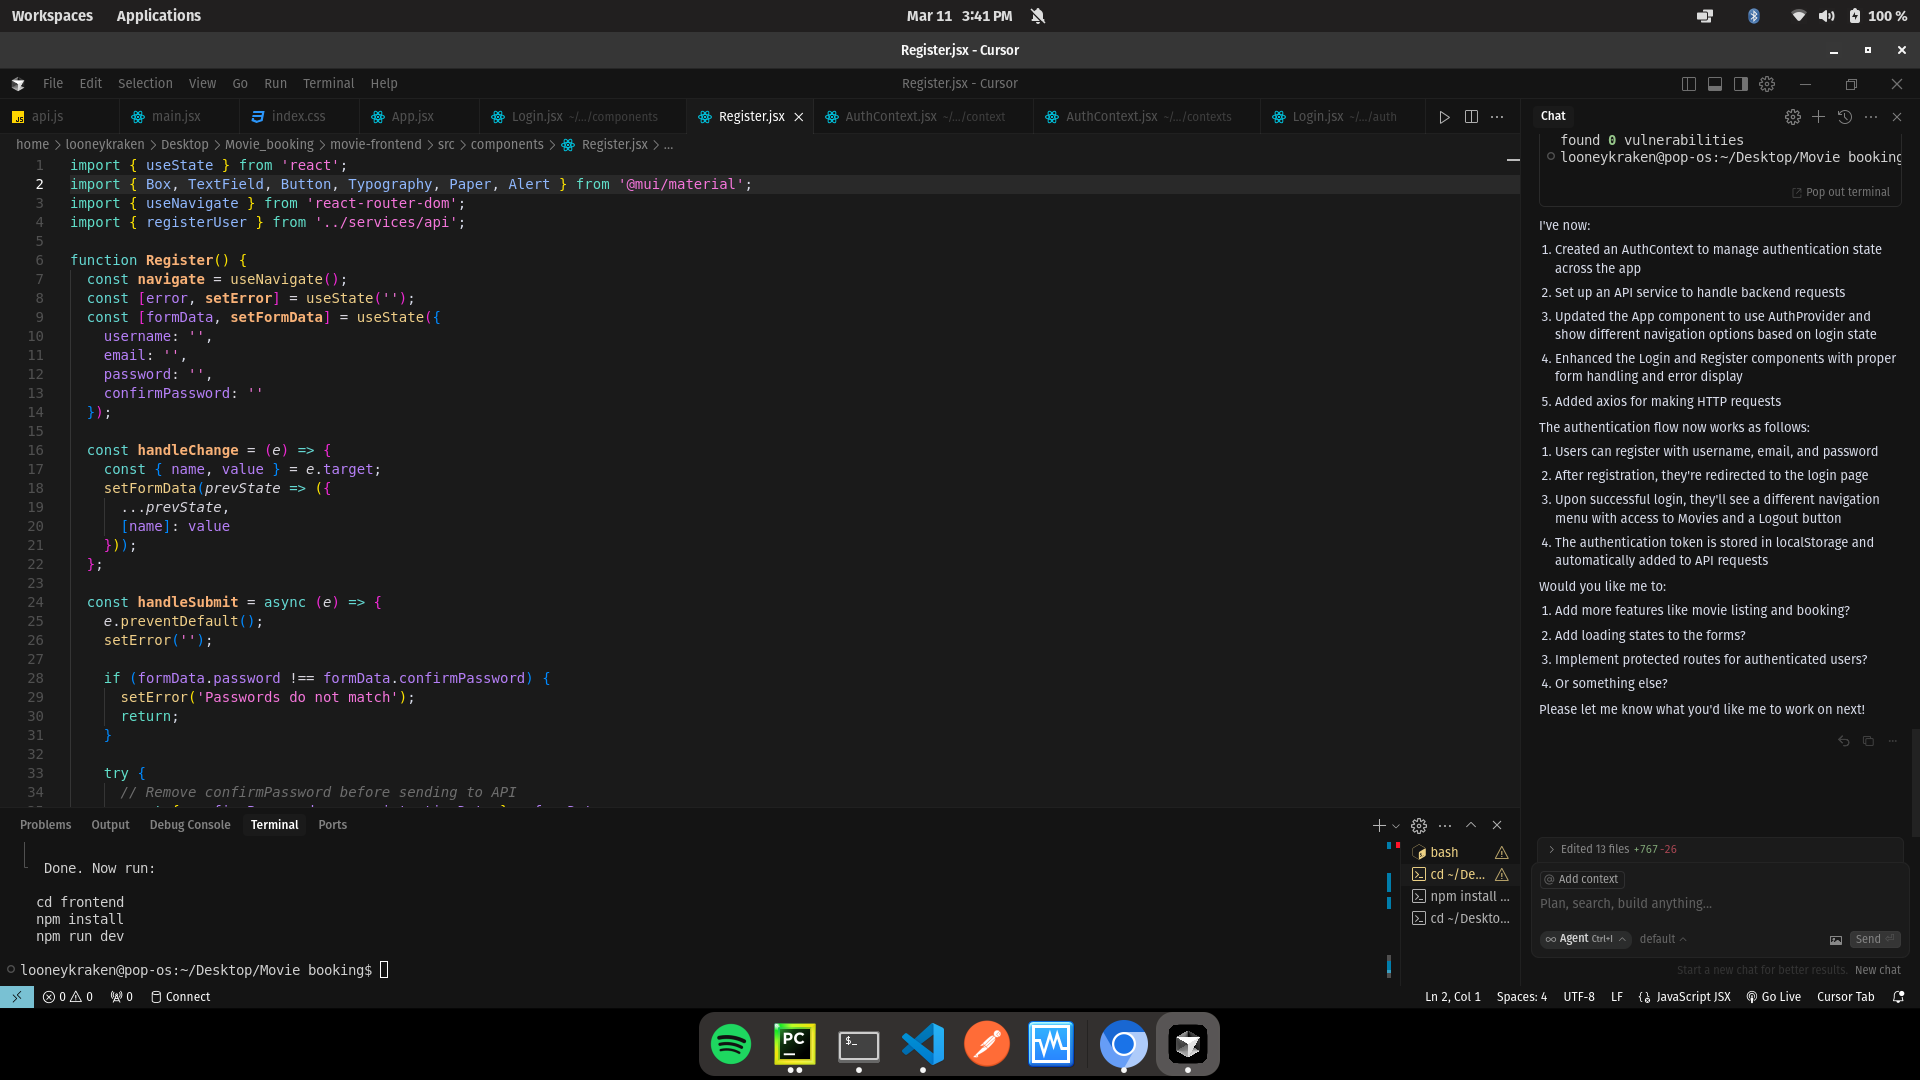 Workspaces Applications Mar 11 3:41 PM 100 %
Register.jsx - Cursor
File Edit Selection View Go Run Terminal Help Register.jsx - Cursor
api.js main.jsx index.css App.jsx Login.jsx ~/.../components Register.jsx AuthContext.jsx ~/.../context AuthContext.jsx ~/.../contexts Login.jsx ~/.../auth
home > looneykraken > Desktop > Movie_booking > movie-frontend > src > components > Register.jsx > ...
1 import { useState } from 'react';
2 import { Box, TextField, Button, Typography, Paper, Alert } from '@mui/material';
3 import { useNavigate } from 'react-router-dom';
4 import { registerUser } from '../services/api';
5
6 function Register() {
7 const navigate = useNavigate();
8 const [error, setError] = useState('');
9 const [formData, setFormData] = useState({
10 username: '',
11 email: '',
12 password: '',
13 confirmPassword: ''
14 });
15
16 const handleChange = (e) => {
17 const { name, value } = e.target;
18 setFormData(prevState => ({
19 ...prevState,
20 [name]: value
21 }));
22 };
23
24 const handleSubmit = async (e) => {
25 e.preventDefault();
26 setError('');
27
28 if (formData.password !== formData.confirmPassword) {
29 setError('Passwords do not match');
30 return;
31 }
32
33 try {
34 // Remove confirmPassword before sending to API
Problems Output Debug Console Terminal Ports
Done. Now run:
cd frontend
npm install
npm run dev
looneykraken@pop-os:~/Desktop/Movie booking$
bash
cd ~/De...
npm install ...
cd ~/Deskto...
Chat
found 0 vulnerabilities
looneykraken@pop-os:~/Desktop/Movie booking
Pop out terminal
I've now:
1. Created an AuthContext to manage authentication state
across the app
2. Set up an API service to handle backend requests
3. Updated the App component to use AuthProvider and
show different navigation options based on login state
4. Enhanced the Login and Register components with proper
form handling and error display
5. Added axios for making HTTP requests
The authentication flow now works as follows:
1. Users can register with username, email, and password
2. After registration, they're redirected to the login page
3. Upon successful login, they'll see a different navigation
menu with access to Movies and a Logout button
4. The authentication token is stored in localStorage and
automatically added to API requests
Would you like me to:
1. Add more features like movie listing and booking?
2. Add loading states to the forms?
3. Implement protected routes for authenticated users?
4. Or something else?
Please let me know what you'd like me to work on next!
Edited 13 files +767 -26
@ Add context
Plan, search, build anything...
Agent Ctrl+I default Send
Start a new chat for better results. New chat
0 0 0 Connect Ln 2, Col 1 Spaces: 4 UTF-8 LF JavaScript JSX Go Live Cursor Tab
PC
$_